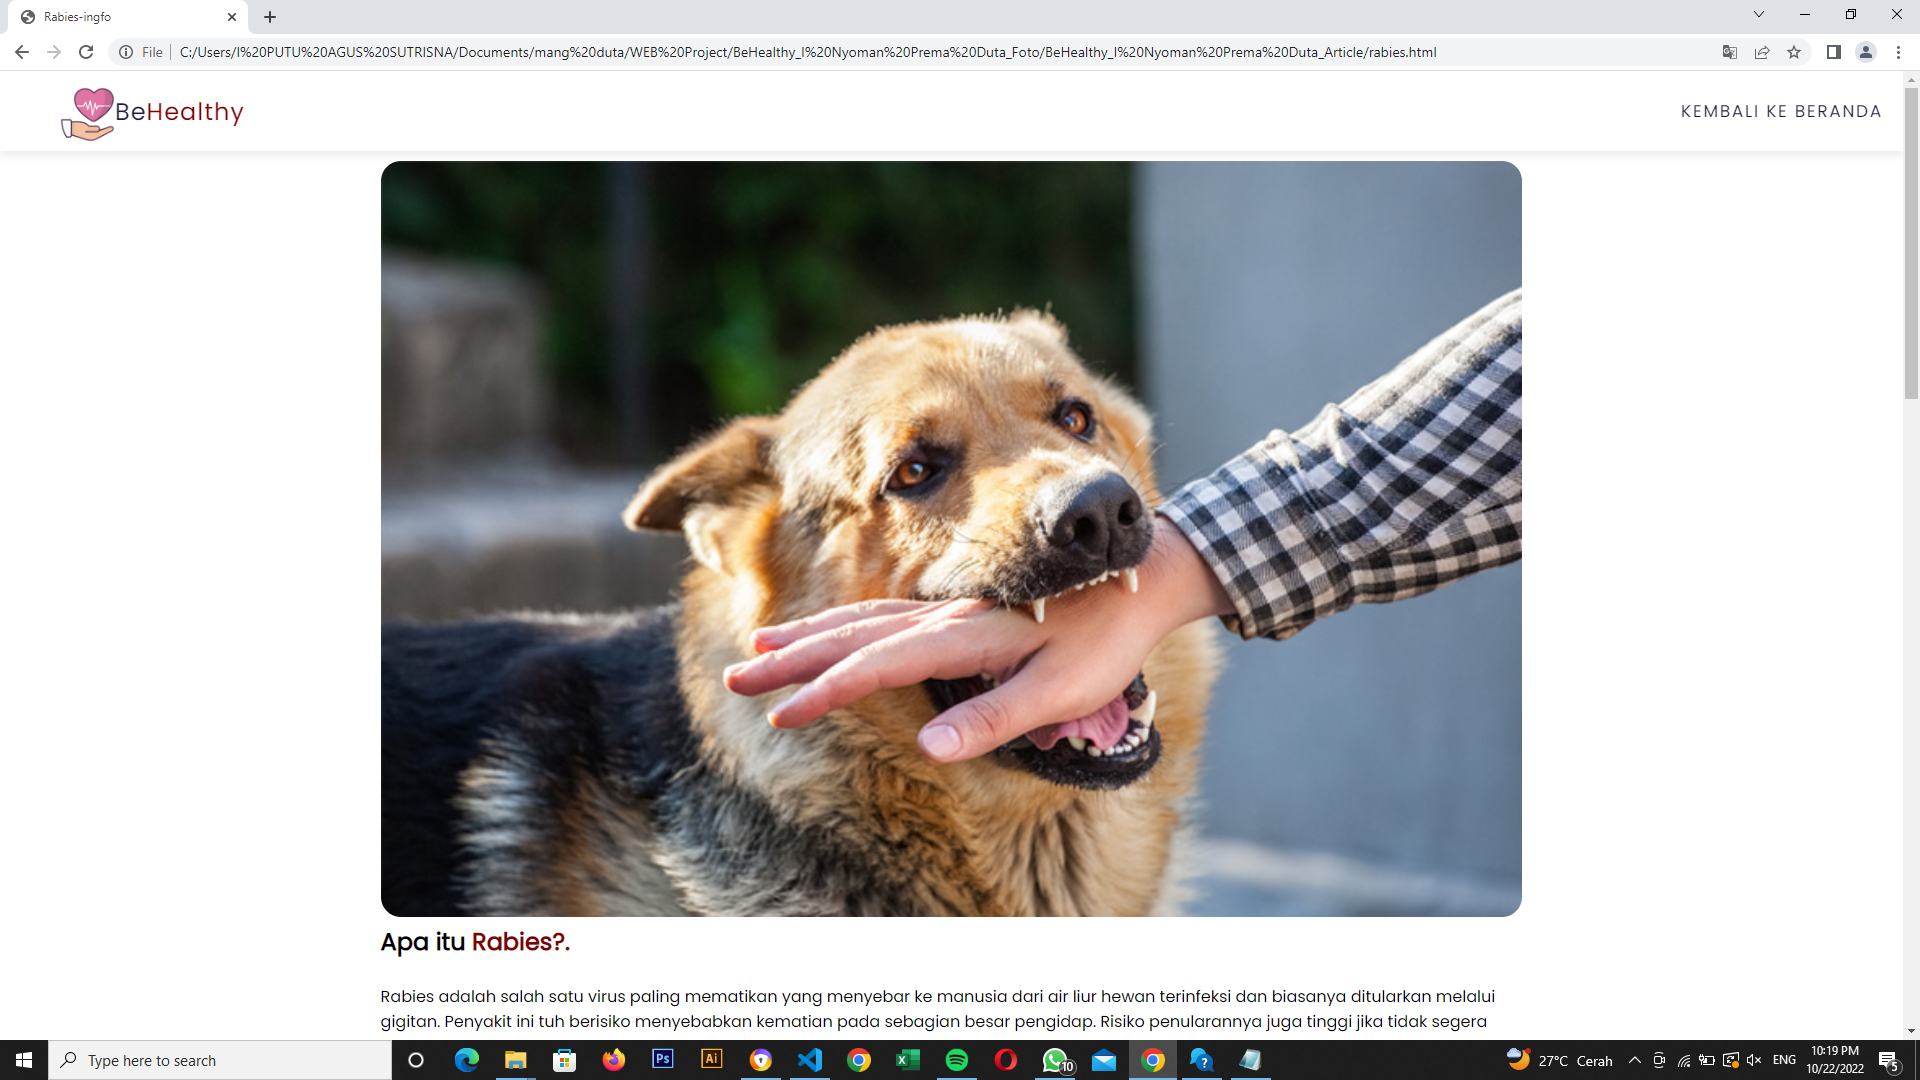 Rabies-ingfo
File
C:/Users/I%20PUTU%20AGUS%20SUTRISNA/Documents/mang%20duta/WEB%20Project/BeHealthy_I%20Nyoman%20Prema%20Duta_Foto/BeHealthy_I%20Nyoman%20Prema%20Duta_Article/rabies.html
BeHealthy
KEMBALI KE BERANDA
Apa itu Rabies?.
Rabies adalah salah satu virus paling mematikan yang menyebar ke manusia dari air liur hewan terinfeksi dan biasanya ditularkan melalui
gigitan. Penyakit ini tuh berisiko menyebabkan kematian pada sebagian besar pengidap. Risiko penularannya juga tinggi jika tidak segera
Type here to search
Ps
Ai
10
27°C Cerah
ENG
10:19 PM
10/22/2022
5